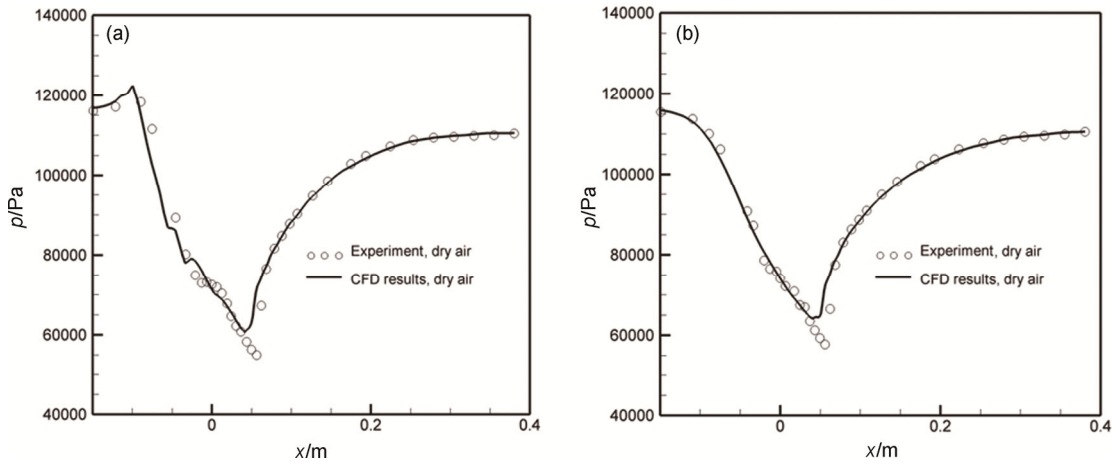 140000
(a)
120000
100000
p/Pa
80000
60000
40000
0
0.2
0.4
x/m
Experiment, dry air
CFD results, dry air
140000
(b)
120000
100000
p/Pa
80000
60000
40000
0
0.2
0.4
x/m
Experiment, dry air
CFD results, dry air